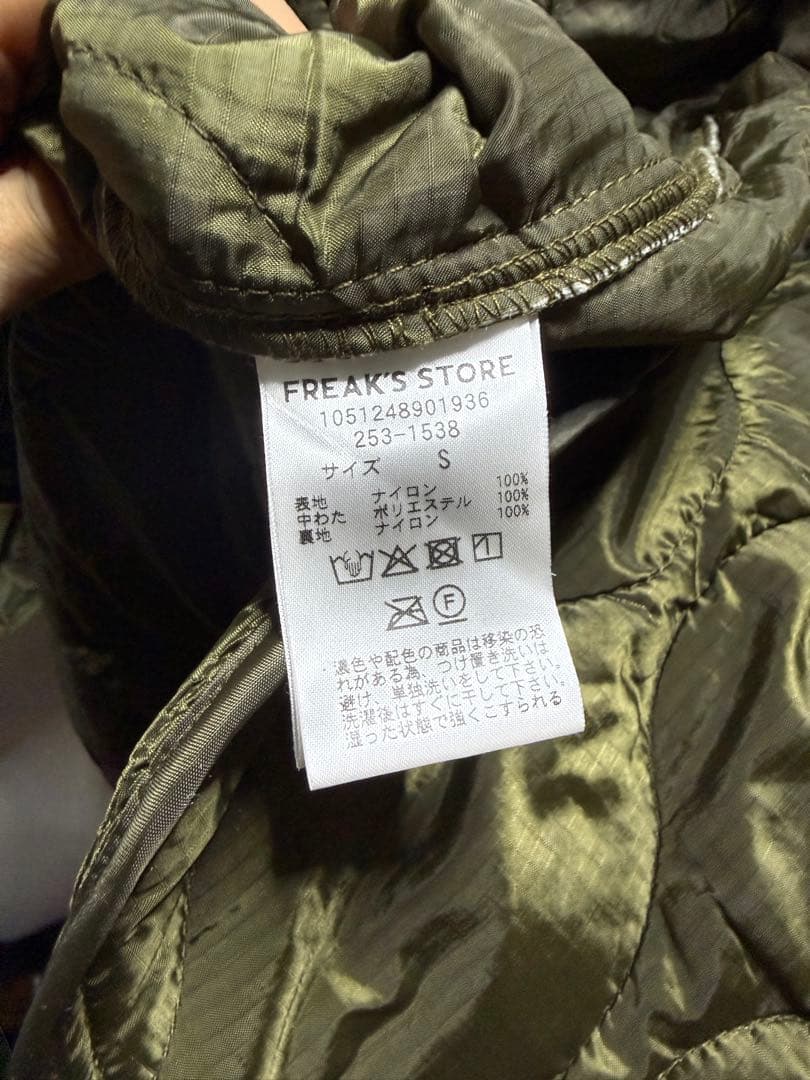 FREAK'S STORE
1051248901936
253-1538
サイズ S
表地 ナイロン 100%
中わた ポリエステル 100%
裏地 ナイロン 100%
F
・濃色や配色の商品は移染の恐
れがある為、つけ置き洗いは
避け、単独洗いをして下さい。
洗濯後はすぐに干して下さい。
湿った状態で強くこすられる